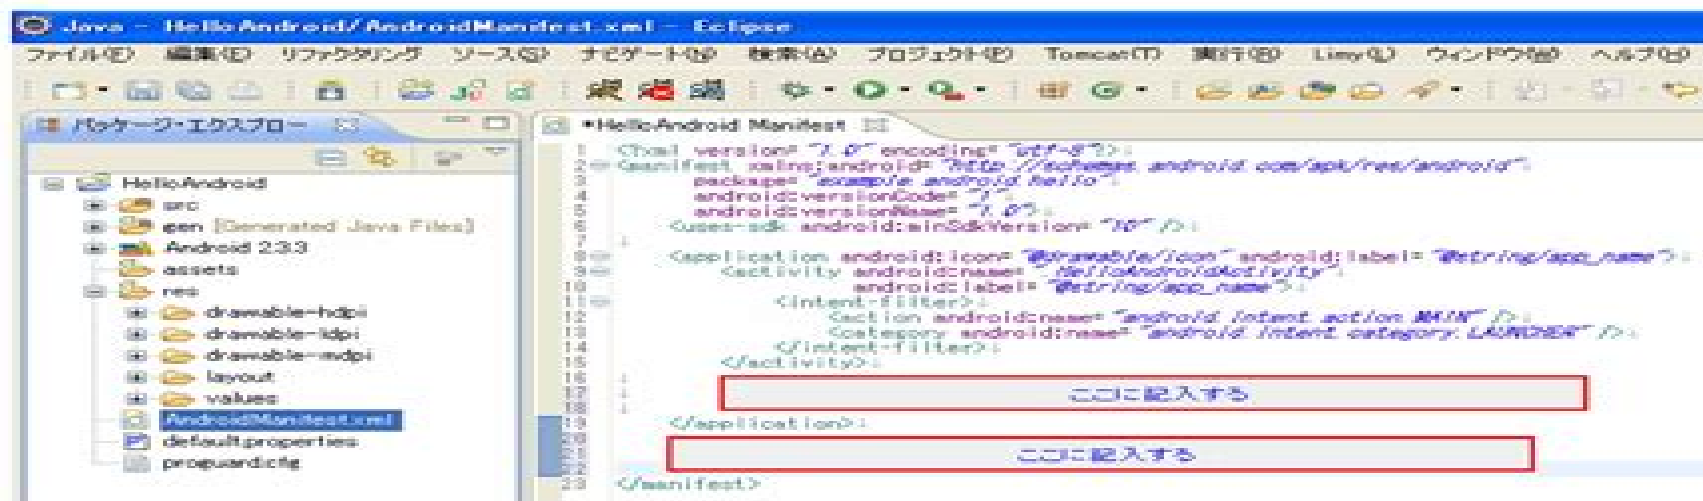 Java - HelloAndroid/AndroidManifest.xml - Eclipse
ファイル(F) 編集(E) リファクタリング ソース(S) ナビゲート(N) 検索(A) プロジェクト(P) Tomcat(T) 実行(R) Limy(L) ウィンドウ(W) ヘルプ(H)
パッケージ・エクスプロー
*HelloAndroid Manifest
HelloAndroid
src
gen [Generated Java Files]
Android 2.3.3
assets
res
drawable-hdpi
drawable-ldpi
drawable-mdpi
layout
values
AndroidManifest.xml
default.properties
proguard.cfg
<?xml version="1.0" encoding="utf-8"?>
<manifest xmlns:android="http://schemas.android.com/apk/res/android"
package="example.android.hello"
android:versionCode="1"
android:versionName="1.0">
<uses-sdk android:minSdkVersion="10" />
<application android:icon="@drawable/icon" android:label="@string/app_name">
<activity android:name=".HelloAndroidActivity"
android:label="@string/app_name">
<intent-filter>
<action android:name="android.intent.action.MAIN" />
<category android:name="android.intent.category.LAUNCHER" />
</intent-filter>
</activity>
ここに記入する
</application>
ここに記入する
</manifest>